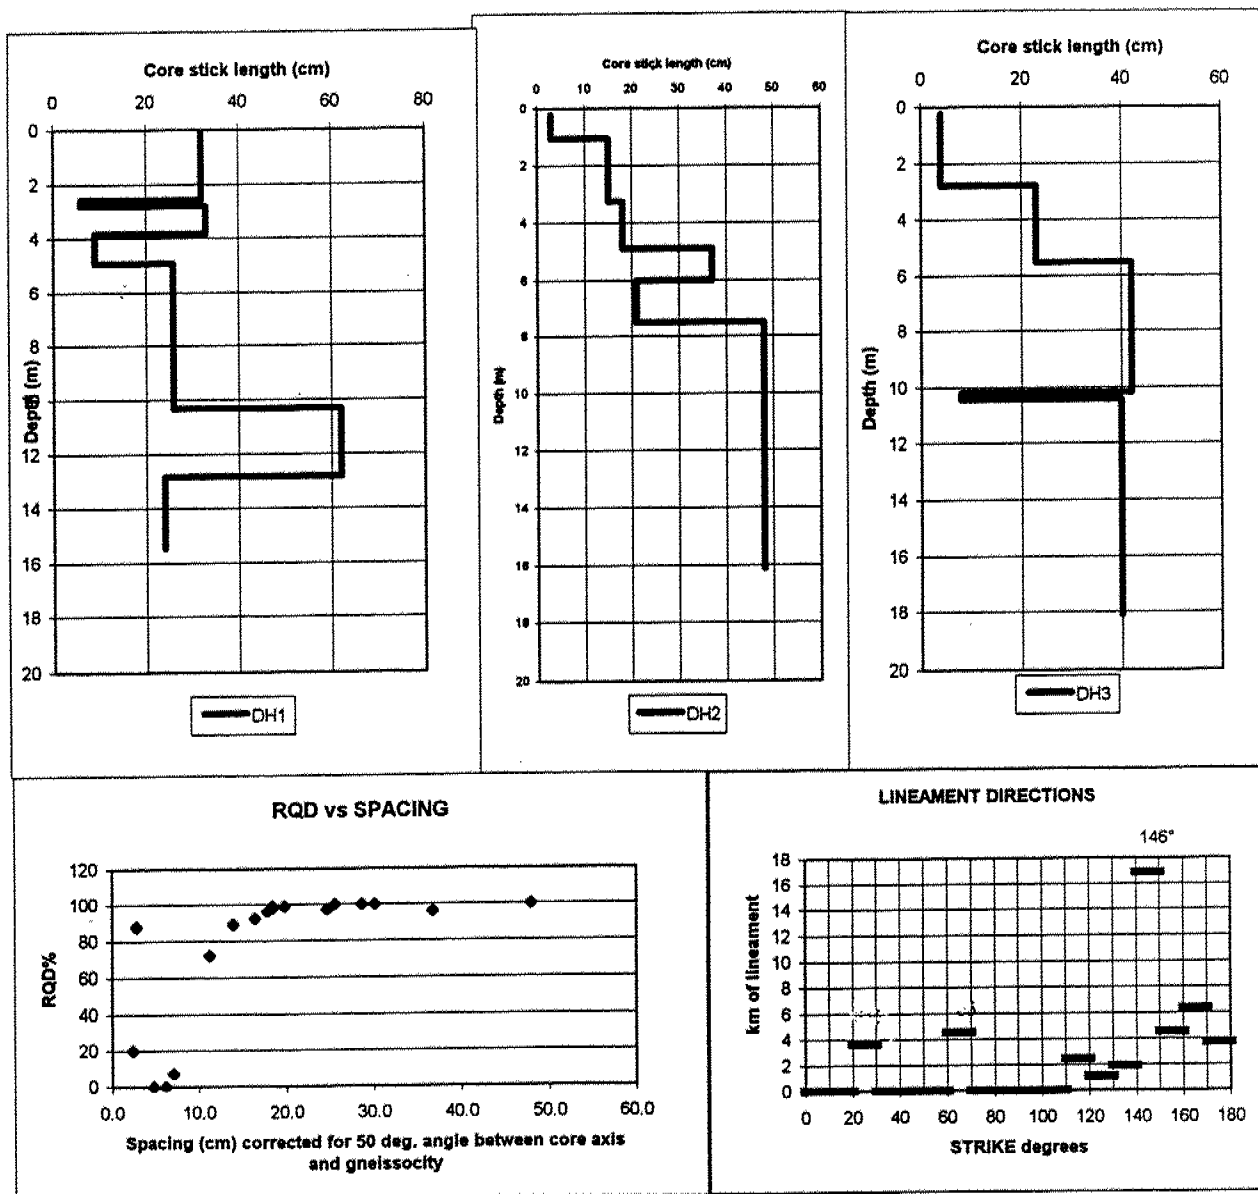 Core stick length (cm)
0 20 40 60 80
0
2
4
6
8
10
12
14
16
18
20
Depth (m)
DH1
Core stick length (cm)
0 10 20 30 40 50 60
0
2
4
6
8
10
12
14
16
18
20
Depth (m)
DH2
Core stick length (cm)
0 20 40 60
0
2
4
6
8
10
12
14
16
18
20
Depth (m)
DH3
RQD vs SPACING
120
100
80
60
40
20
0
RQD%
0.0 10.0 20.0 30.0 40.0 50.0 60.0
Spacing (cm) corrected for 50 deg. angle between core axis
and gneissocity
LINEAMENT DIRECTIONS
146°
18
16
14
12
10
8
6
4
2
0
km of lineament
0 20 40 60 80 100 120 140 160 180
STRIKE degrees